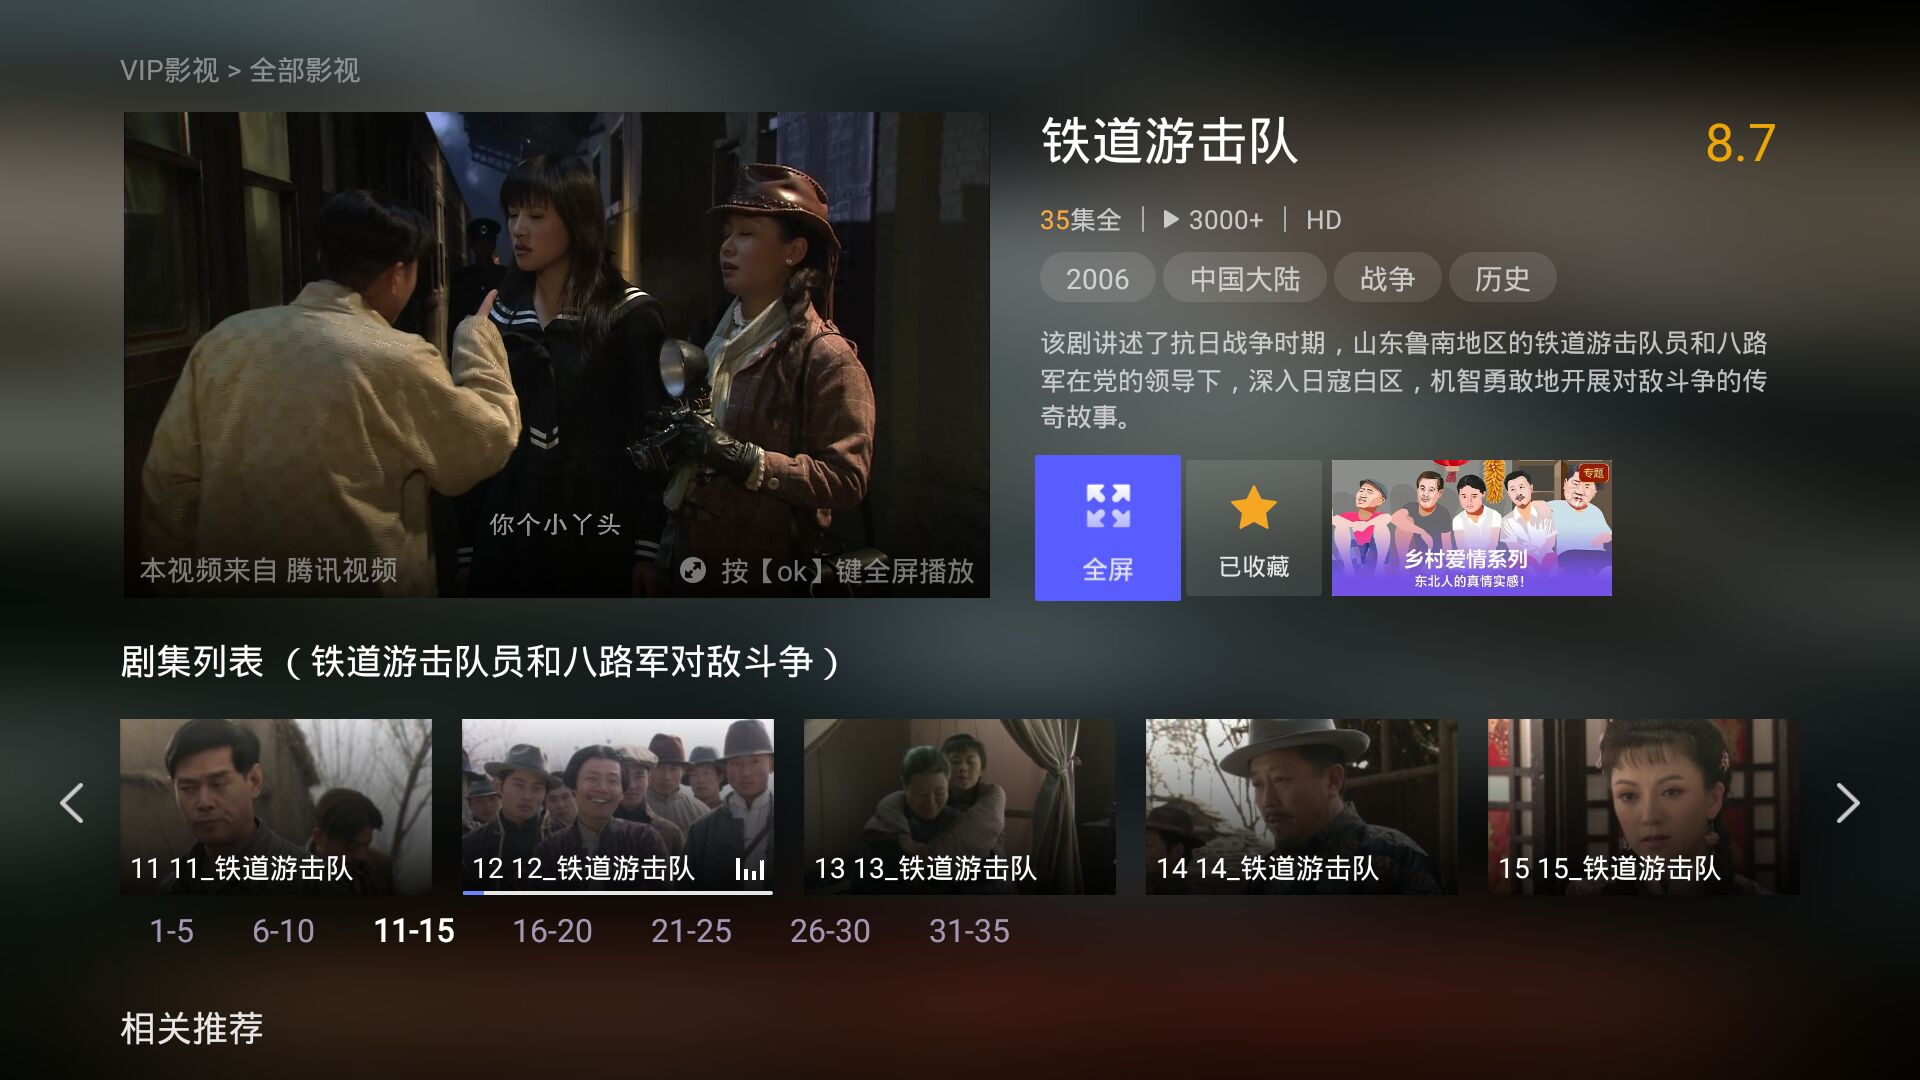 VIP影视 > 全部影视
铁道游击队
8.7
35集全 | 3000+ | HD
2006 中国大陆 战争 历史
该剧讲述了抗日战争时期，山东鲁南地区的铁道游击队员和八路
军在党的领导下，深入日寇白区，机智勇敢地开展对敌斗争的传
奇故事。
你个小丫头
本视频来自 腾讯视频
按【ok】键全屏播放
全屏
已收藏
专题
乡村爱情系列
东北人的真情实感！
剧集列表 （铁道游击队员和八路军对敌斗争）
11 11_铁道游击队
12 12_铁道游击队
13 13_铁道游击队
14 14_铁道游击队
15 15_铁道游击队
1-5 6-10 11-15 16-20 21-25 26-30 31-35
相关推荐